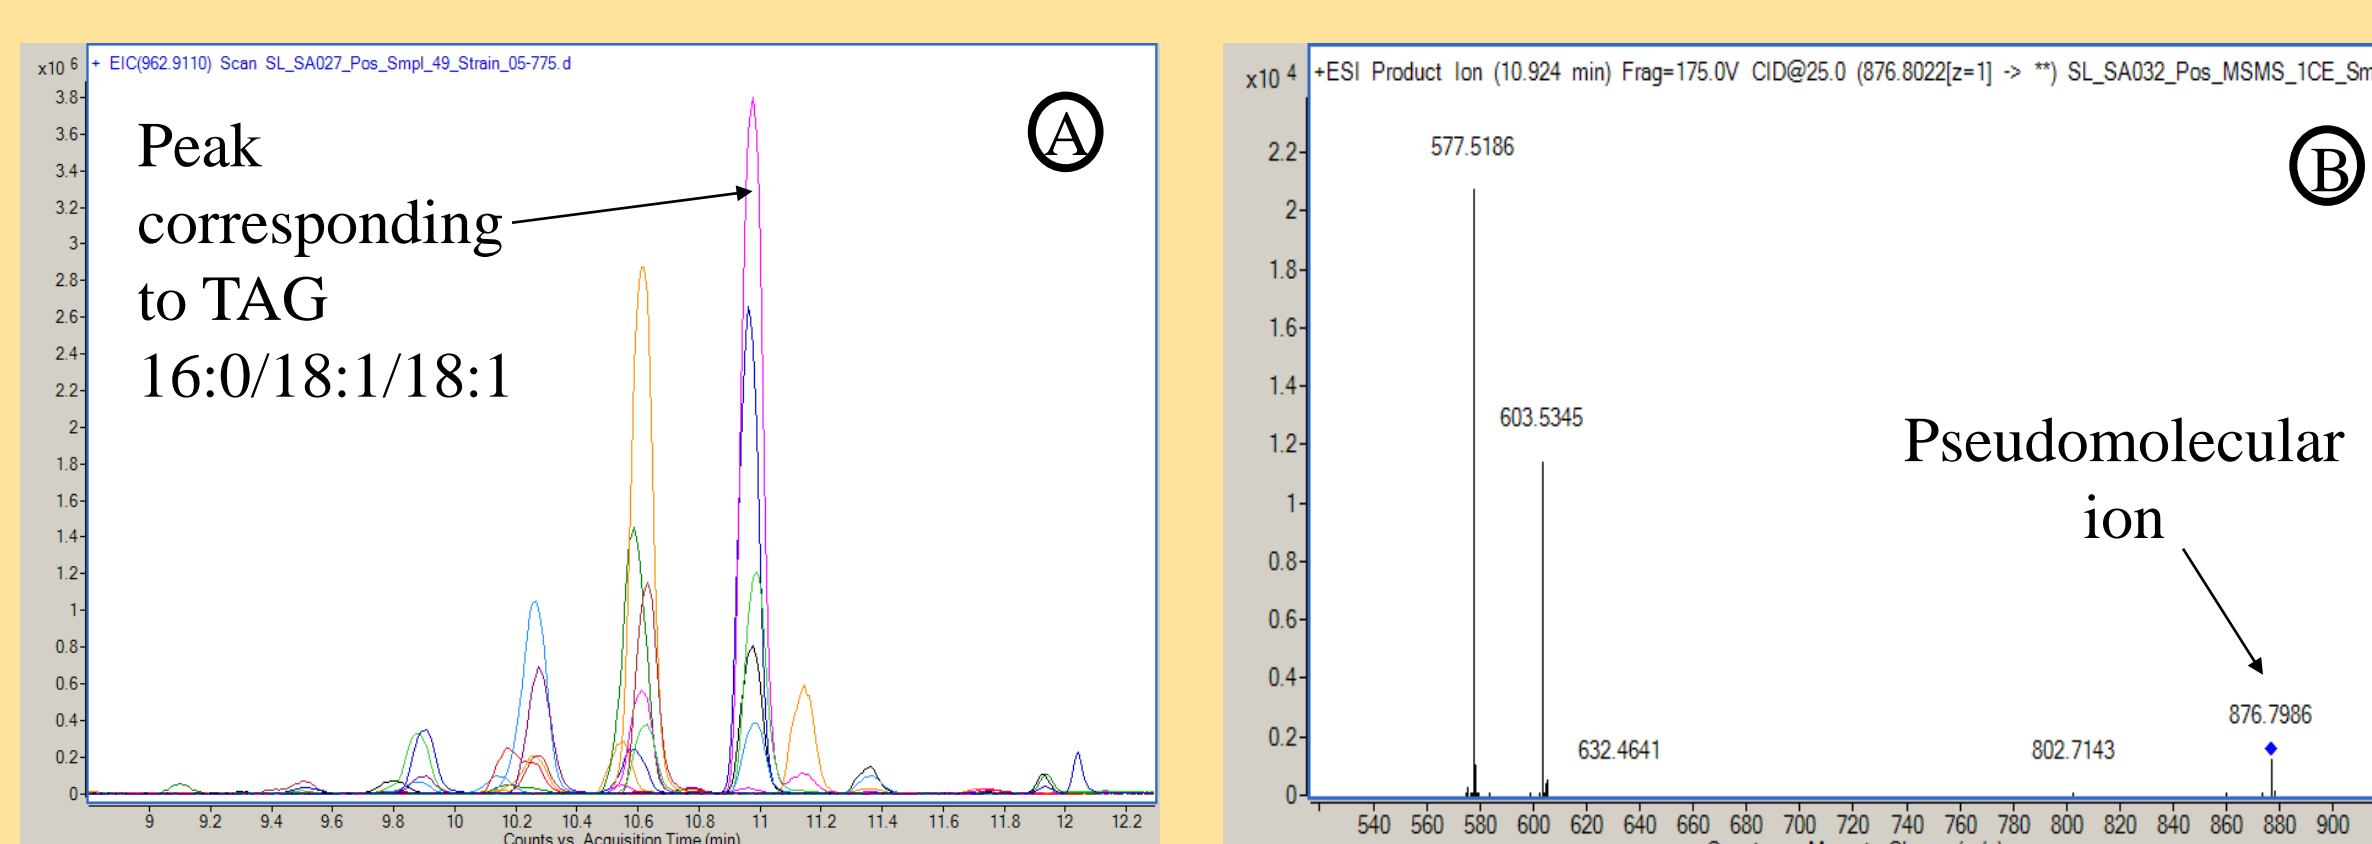 x10 6
+ EIC(962.9110) Scan SL_SA027_Pos_Smpl_49_Strain_05-775.d
3.8
3.6
3.4
3.2
3
2.8
2.6
2.4
2.2
2
1.8
1.6
1.4
1.2
1
0.8
0.6
0.4
0.2
0
Peak
corresponding
to TAG
16:0/18:1/18:1
A
9 9.2 9.4 9.6 9.8 10 10.2 10.4 10.6 10.8 11 11.2 11.4 11.6 11.8 12 12.2
Counts vs. Acquisition Time (min)
x10 4
+ESI Product Ion (10.924 min) Frag=175.0V CID@25.0 (876.8022[z=1] -> **) SL_SA032_Pos_MSMS_1CE_Sm
2.2
2
1.8
1.6
1.4
1.2
1
0.8
0.6
0.4
0.2
0
B
577.5186
603.5345
Pseudomolecular
ion
876.7986
632.4641
802.7143
540 560 580 600 620 640 660 680 700 720 740 760 780 800 820 840 860 880 900